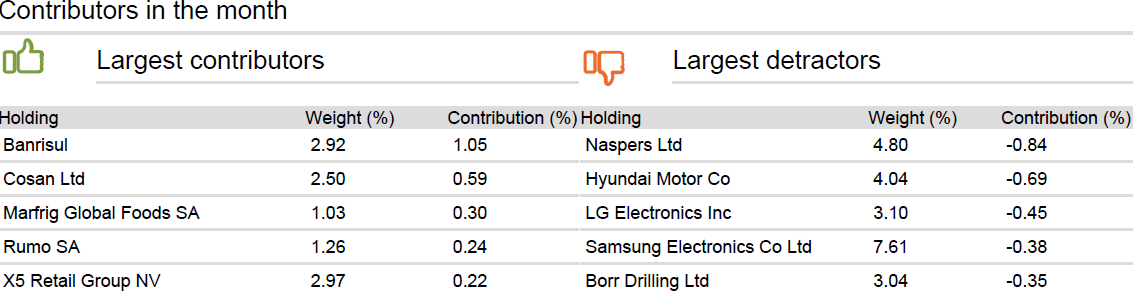 Contributors in the month
Largest contributors Largest detractors
Holding Weight (%) Contribution (%) Holding Weight (%) Contribution (%)
Banrisul 2.92 1.05 Naspers Ltd 4.80 -0.84
Cosan Ltd 2.50 0.59 Hyundai Motor Co 4.04 -0.69
Marfrig Global Foods SA 1.03 0.30 LG Electronics Inc 3.10 -0.45
Rumo SA 1.26 0.24 Samsung Electronics Co Ltd 7.61 -0.38
X5 Retail Group NV 2.97 0.22 Borr Drilling Ltd 3.04 -0.35